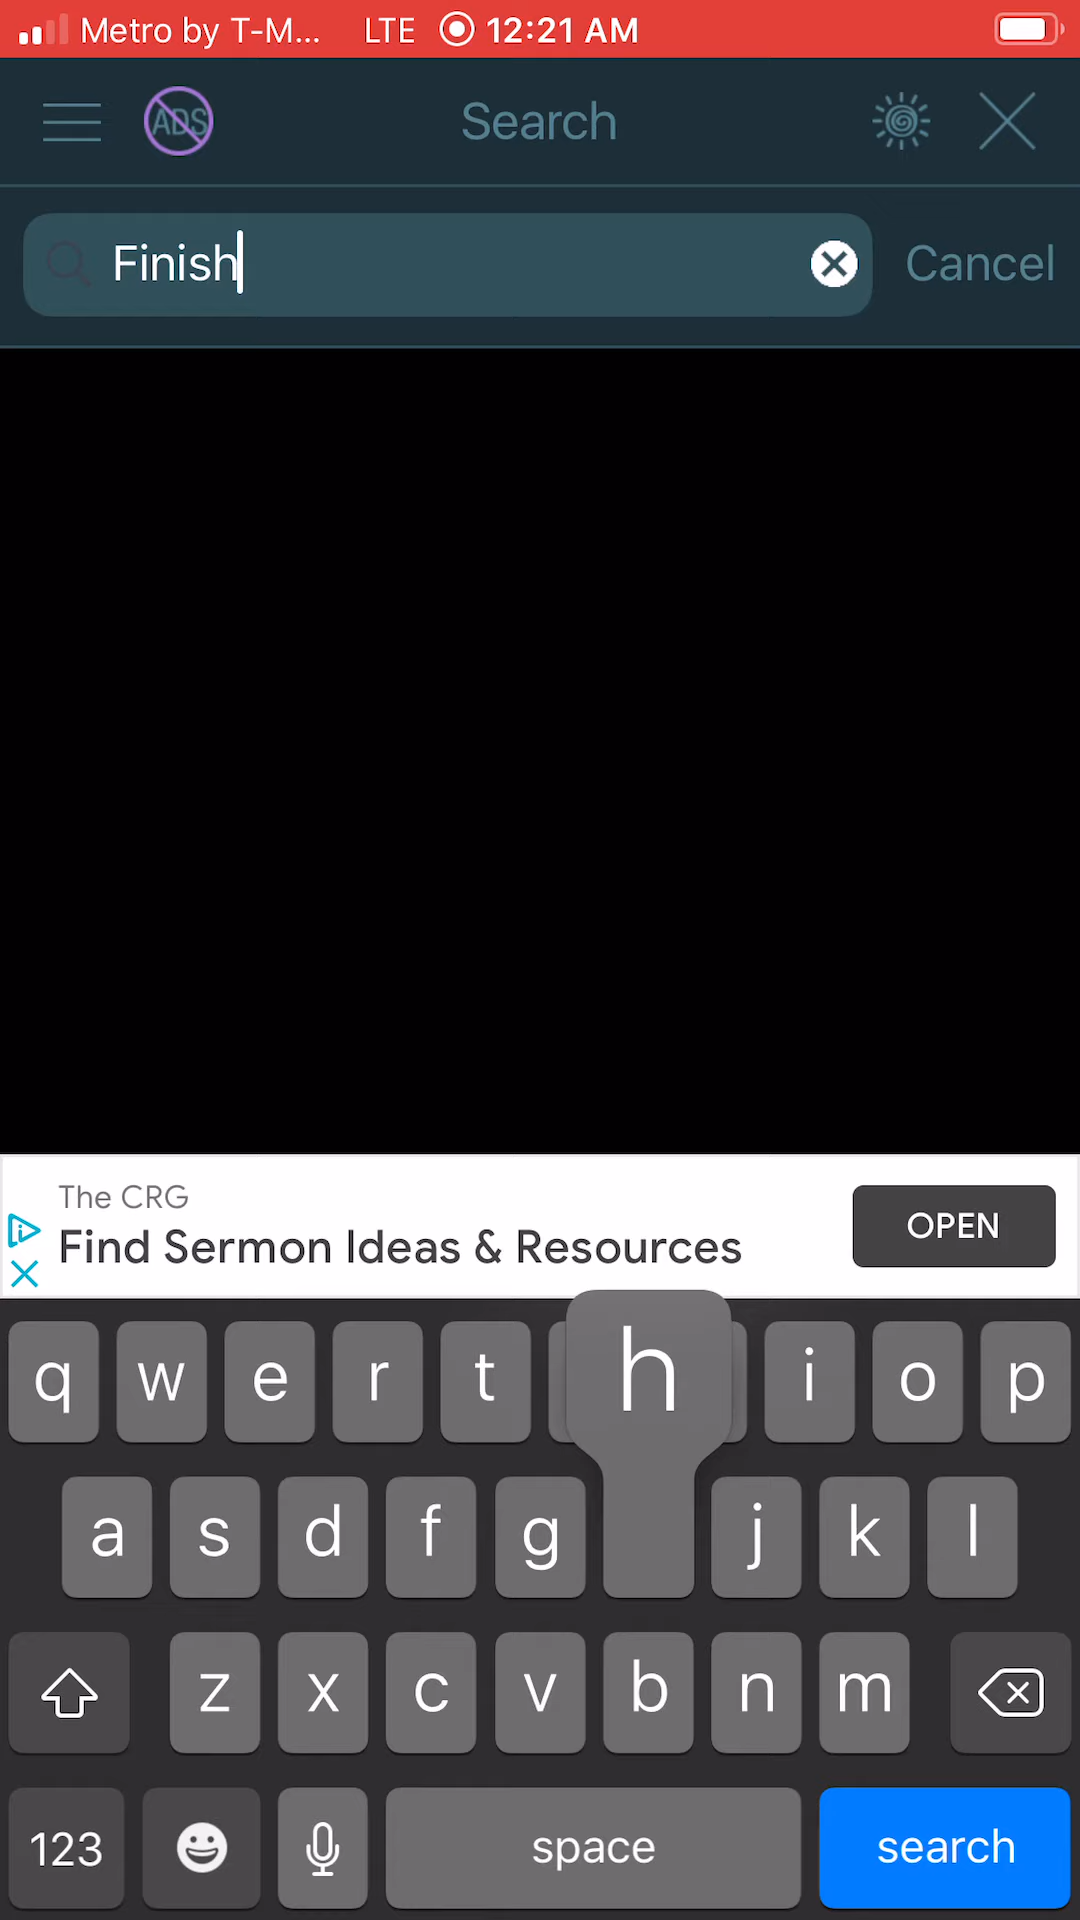 Metro by T-M... LTE 12:21 AM
ADS Search
Finish Cancel
The CRG
Find Sermon Ideas & Resources
OPEN
q w e r t h i o p
a s d f g j k l
z x c v b n m
123 space search